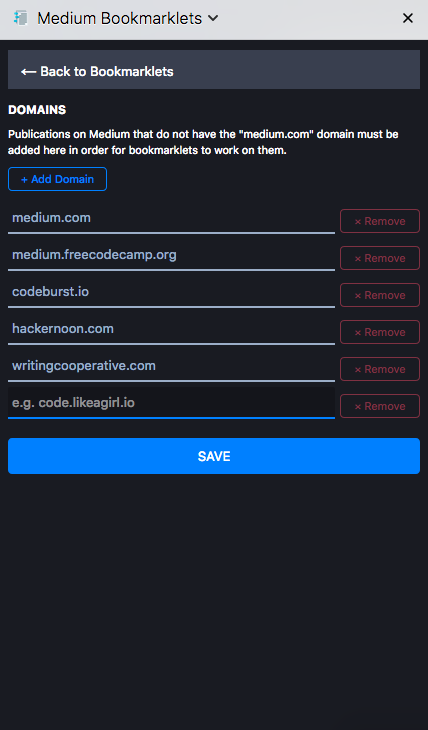 Medium Bookmarklets
← Back to Bookmarklets
DOMAINS
Publications on Medium that do not have the "medium.com" domain must be
added here in order for bookmarklets to work on them.
+ Add Domain
medium.com × Remove
medium.freecodecamp.org × Remove
codeburst.io × Remove
hackernoon.com × Remove
writingcooperative.com × Remove
e.g. code.likeagirl.io × Remove
SAVE